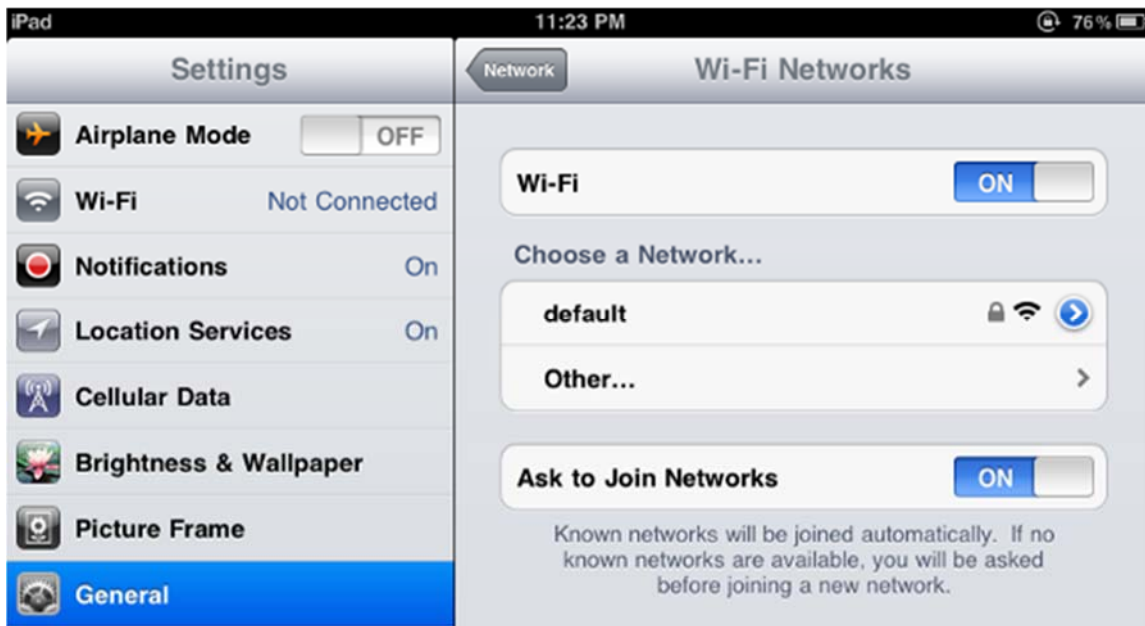 iPad 11:23 PM 76%
Settings
Network Wi-Fi Networks
Airplane Mode OFF
Wi-Fi Not Connected
Notifications On
Location Services On
Cellular Data
Brightness & Wallpaper
Picture Frame
General
Wi-Fi ON
Choose a Network...
default
Other...
Ask to Join Networks ON
Known networks will be joined automatically. If no
known networks are available, you will be asked
before joining a new network.